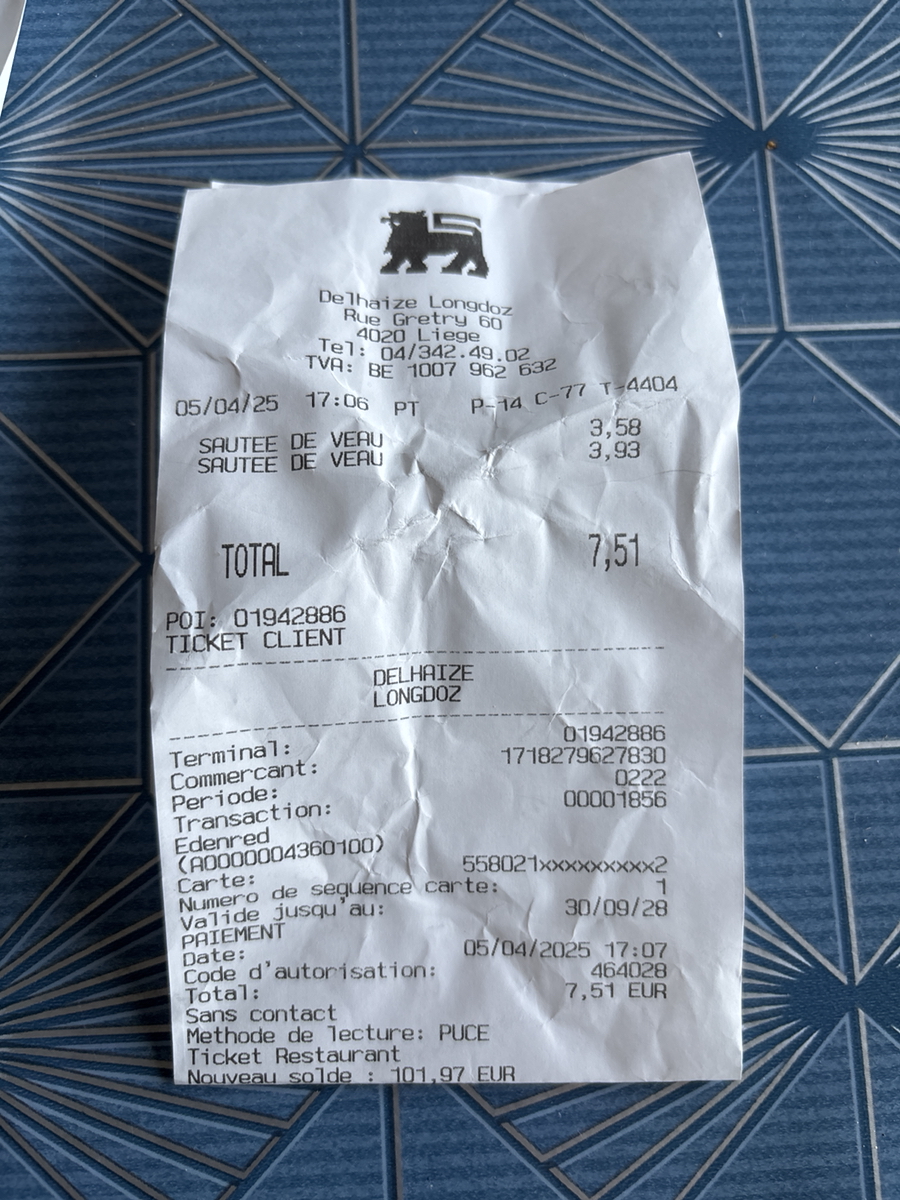 Delhaize Longdoz
Rue Gretry 60
4020 Liege
Tel: 04/342.49.02
TVA: BE 1007 962 632
05/04/25 17:06 PT P-14 C-77 T-4404
SAUTEE DE VEAU 3,58
SAUTEE DE VEAU 3,93
TOTAL 7,51
POI: 01942886
TICKET CLIENT
DELHAIZE
LONGDOZ
Terminal: 01942886
Commercant: 1718279627830
Periode: 0222
Transaction: 00001856
Edenred
(A0000004360100)
Carte: 558021xxxxxxxxx2
Numero de sequence carte: 1
Valide jusqu'au: 30/09/28
PAIEMENT
Date: 05/04/2025 17:07
Code d'autorisation: 464028
Total: 7,51 EUR
Sans contact
Methode de lecture: PUCE
Ticket Restaurant
Nouveau solde : 101,97 EUR